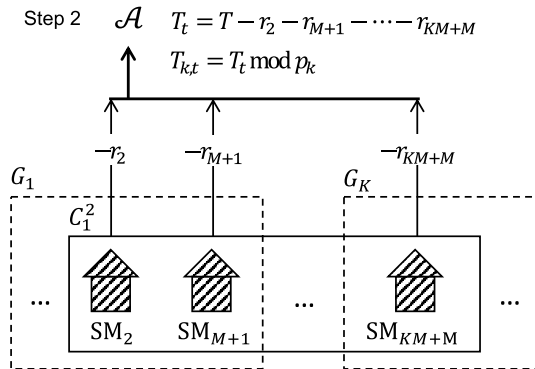 Step 2 𝒜 T_t = T − r_2 − r_{M+1} − ⋯ − r_{KM+M}
T_{k,t} = T_t mod p_k
−r_2 −r_{M+1} −r_{KM+M}
G_1 G_K
C_1^2
... ... ...
SM_2 SM_{M+1} SM_{KM+M}